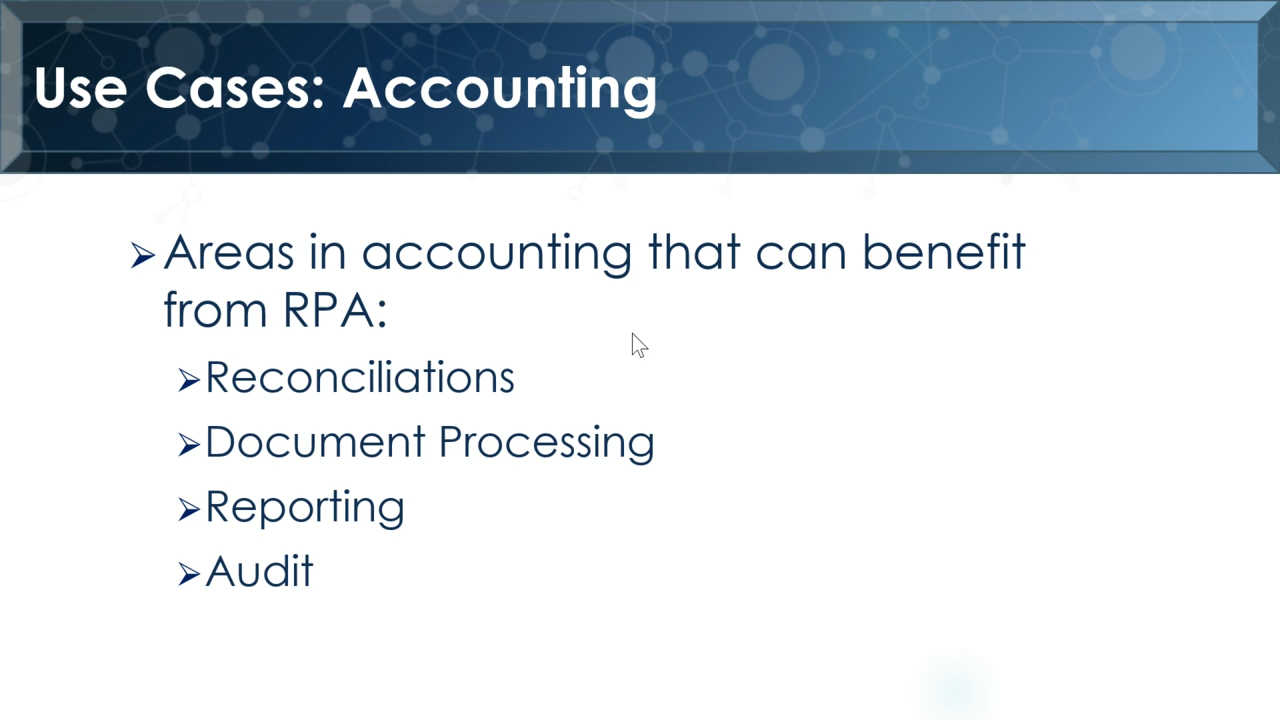 Use Cases: Accounting
Areas in accounting that can benefit
from RPA:
Reconciliations
Document Processing
Reporting
Audit